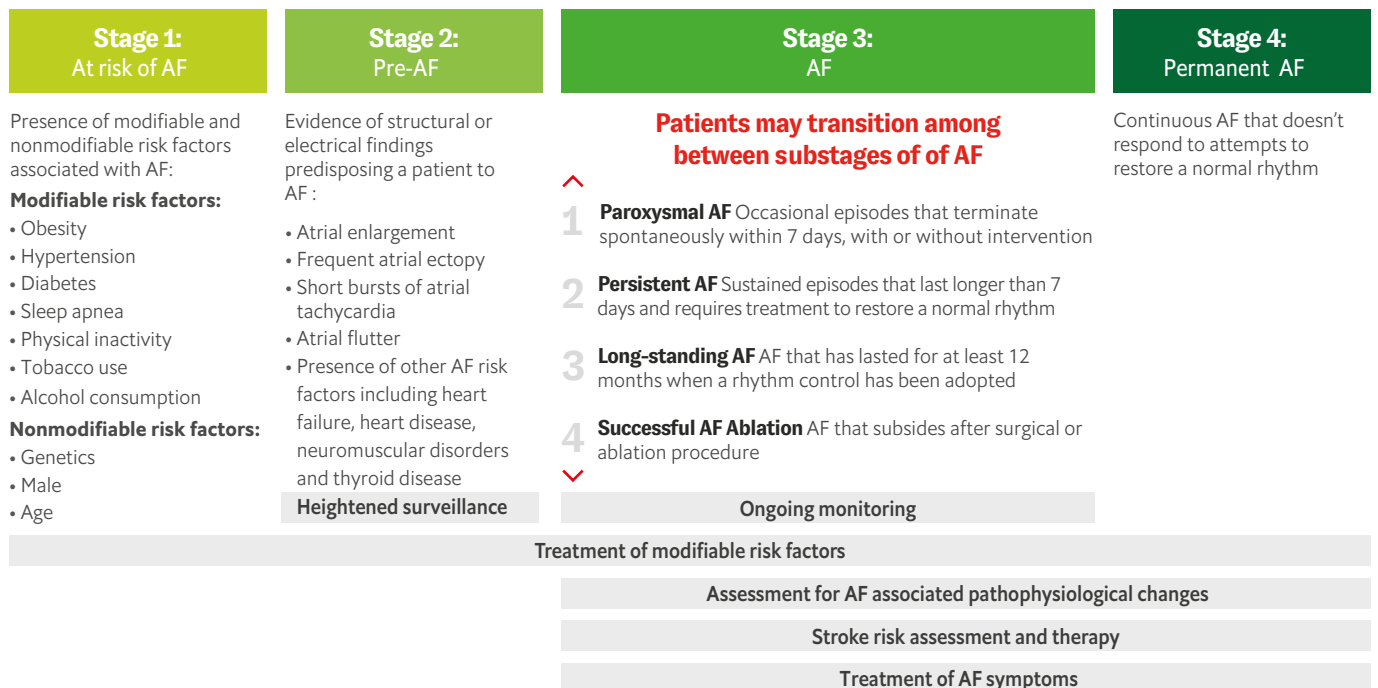 Stage 1:
At risk of AF
Presence of modifiable and
nonmodifiable risk factors
associated with AF:
Modifiable risk factors:
• Obesity
• Hypertension
• Diabetes
• Sleep apnea
• Physical inactivity
• Tobacco use
• Alcohol consumption
Nonmodifiable risk factors:
• Genetics
• Male
• Age
Stage 2:
Pre-AF
Evidence of structural or
electrical findings
predisposing a patient to
AF :
• Atrial enlargement
• Frequent atrial ectopy
• Short bursts of atrial
tachycardia
• Atrial flutter
• Presence of other AF risk
factors including heart
failure, heart disease,
neuromuscular disorders
and thyroid disease
Heightened surveillance
Stage 3:
AF
Patients may transition among
between substages of of AF
1 Paroxysmal AF Occasional episodes that terminate
spontaneously within 7 days, with or without intervention
2 Persistent AF Sustained episodes that last longer than 7
days and requires treatment to restore a normal rhythm
3 Long-standing AF AF that has lasted for at least 12
months when a rhythm control has been adopted
4 Successful AF Ablation AF that subsides after surgical or
ablation procedure
Ongoing monitoring
Stage 4:
Permanent AF
Continuous AF that doesn’t
respond to attempts to
restore a normal rhythm
Treatment of modifiable risk factors
Assessment for AF associated pathophysiological changes
Stroke risk assessment and therapy
Treatment of AF symptoms